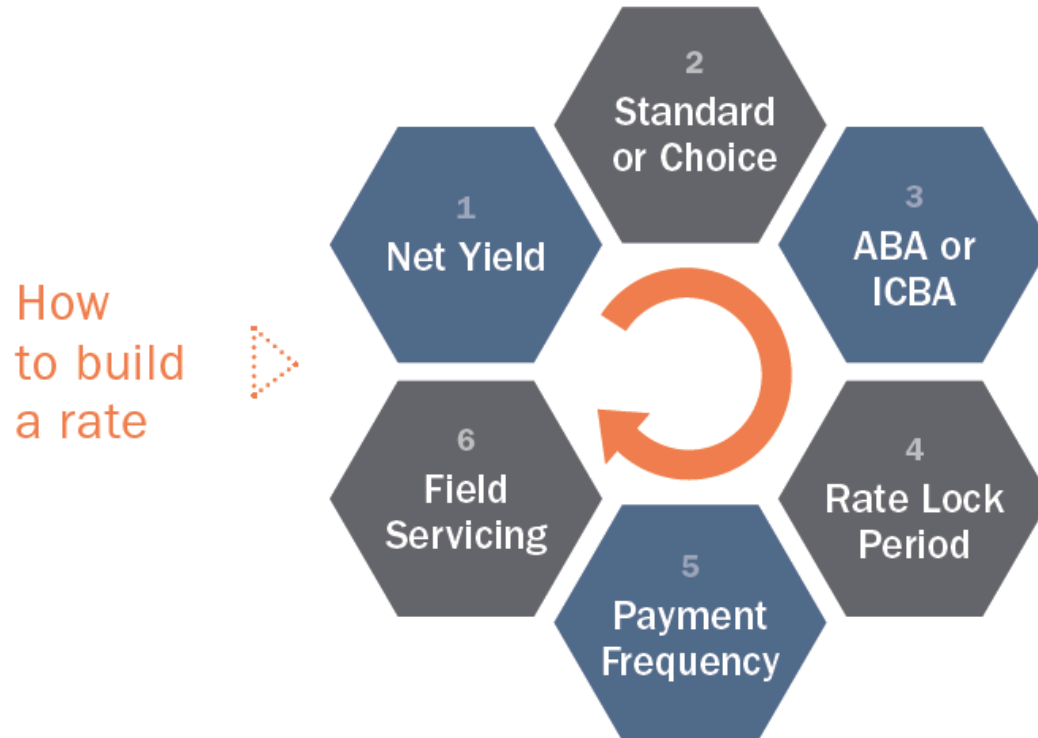 How
to build
a rate
1
Net Yield
2
Standard
or Choice
3
ABA or
ICBA
4
Rate Lock
Period
5
Payment
Frequency
6
Field
Servicing